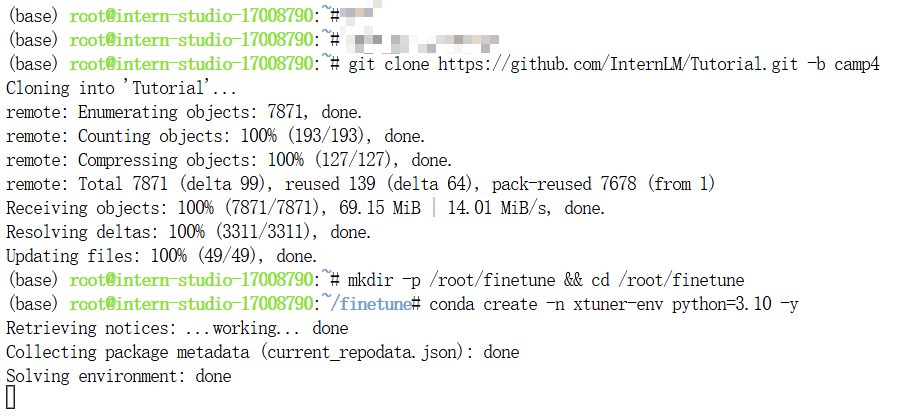 (base) root@intern-studio-17008790:~#
(base) root@intern-studio-17008790:~#
(base) root@intern-studio-17008790:~# git clone https://github.com/InternLM/Tutorial.git -b camp4
Cloning into 'Tutorial'...
remote: Enumerating objects: 7871, done.
remote: Counting objects: 100% (193/193), done.
remote: Compressing objects: 100% (127/127), done.
remote: Total 7871 (delta 99), reused 139 (delta 64), pack-reused 7678 (from 1)
Receiving objects: 100% (7871/7871), 69.15 MiB | 14.01 MiB/s, done.
Resolving deltas: 100% (3311/3311), done.
Updating files: 100% (49/49), done.
(base) root@intern-studio-17008790:~# mkdir -p /root/finetune && cd /root/finetune
(base) root@intern-studio-17008790:~/finetune# conda create -n xtuner-env python=3.10 -y
Retrieving notices: ...working... done
Collecting package metadata (current_repodata.json): done
Solving environment: done